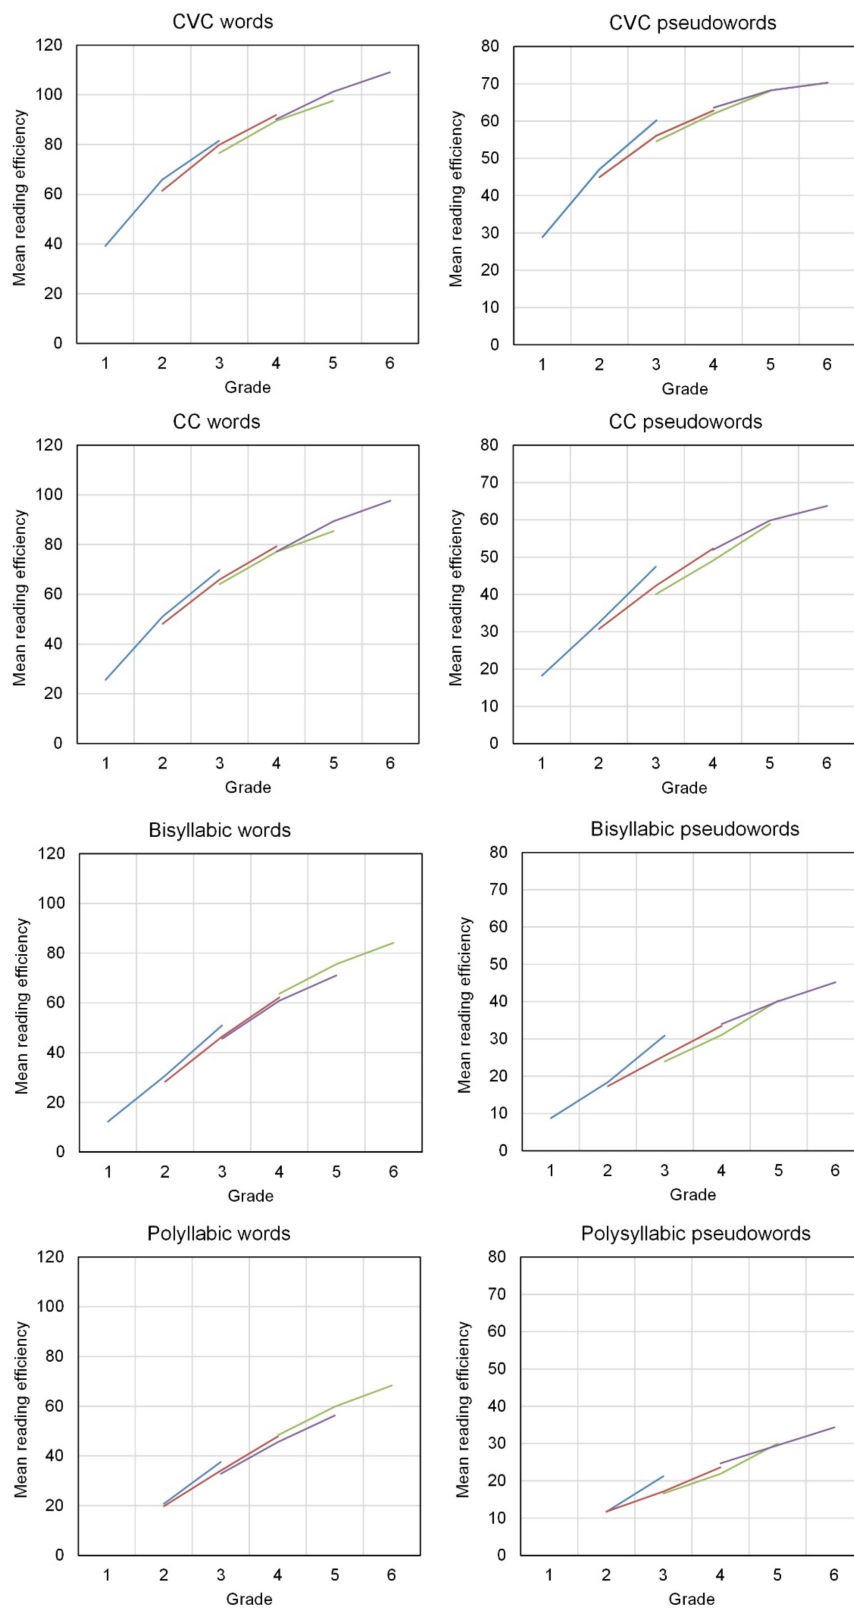 CVC words
Mean reading efficiency
120
100
80
60
40
20
0
1 2 3 4 5 6
Grade
CVC pseudowords
Mean reading efficiency
80
70
60
50
40
30
20
10
0
1 2 3 4 5 6
Grade
CC words
Mean reading efficiency
120
100
80
60
40
20
0
1 2 3 4 5 6
Grade
CC pseudowords
Mean reading efficiency
80
70
60
50
40
30
20
10
0
1 2 3 4 5 6
Grade
Bisyllabic words
Mean reading efficiency
120
100
80
60
40
20
0
1 2 3 4 5 6
Grade
Bisyllabic pseudowords
Mean reading efficiency
80
70
60
50
40
30
20
10
0
1 2 3 4 5 6
Grade
Polyllabic words
Mean reading efficiency
120
100
80
60
40
20
0
1 2 3 4 5 6
Grade
Polysyllabic pseudowords
Mean reading efficiency
80
70
60
50
40
30
20
10
0
1 2 3 4 5 6
Grade